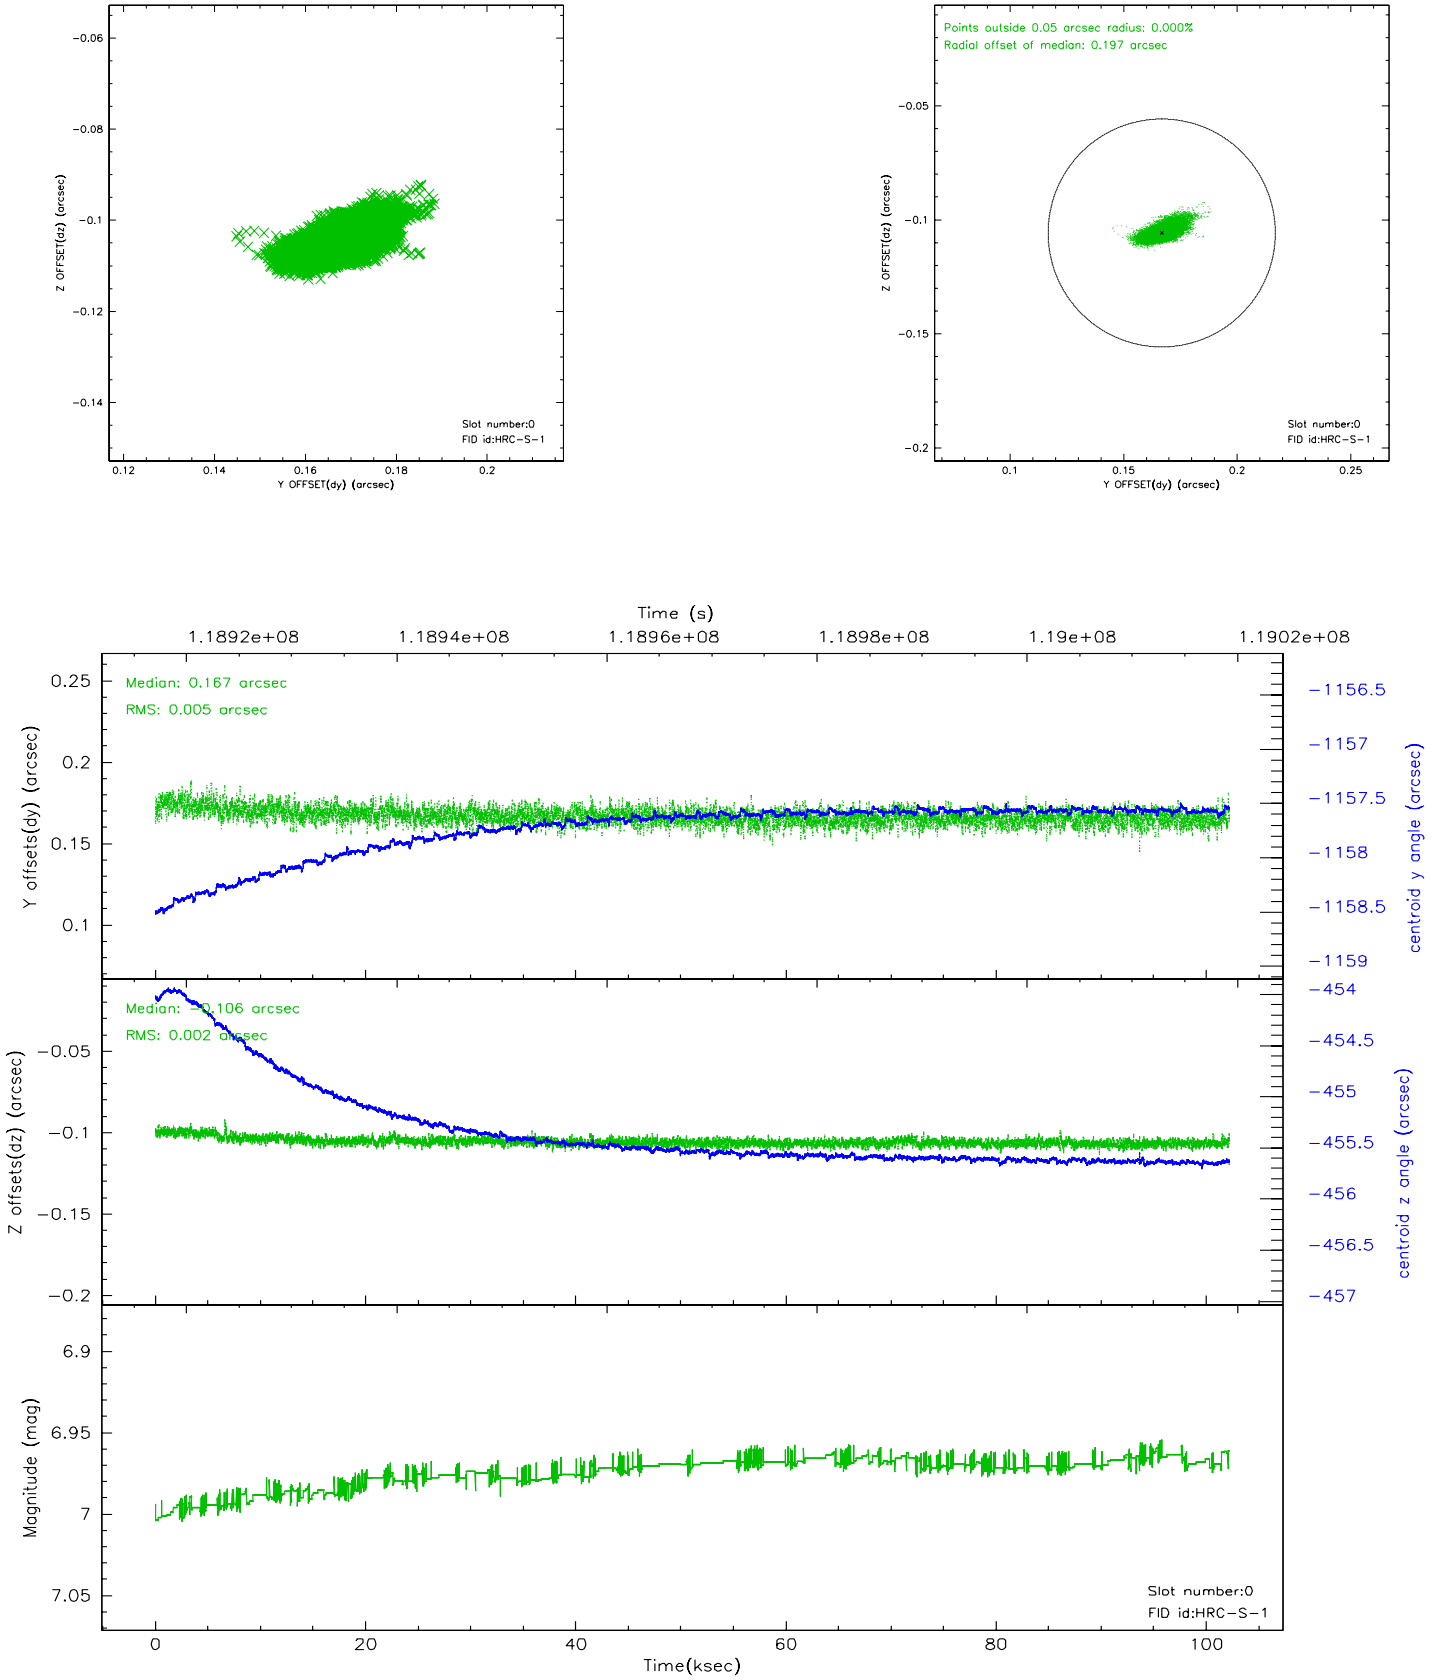 −0.06
−0.08
−0.1
−0.12
−0.14
Z OFFSET(dz) (arcsec)
0.12 0.14 0.16 0.18 0.2
Y OFFSET(dy) (arcsec)
Slot number:0
FID id:HRC−S−1
Points outside 0.05 arcsec radius: 0.000%
Radial offset of median: 0.197 arcsec
−0.05
−0.1
−0.15
−0.2
Z OFFSET(dz) (arcsec)
0.1 0.15 0.2 0.25
Y OFFSET(dy) (arcsec)
Slot number:0
FID id:HRC−S−1
Time (s)
1.1892e+08 1.1894e+08 1.1896e+08 1.1898e+08 1.19e+08 1.1902e+08
Median: 0.167 arcsec
RMS: 0.005 arcsec
0.25
0.2
0.15
0.1
Y offsets(dy) (arcsec)
−1156.5
−1157
−1157.5
−1158
−1158.5
−1159
centroid y angle (arcsec)
Median: −0.106 arcsec
RMS: 0.002 arcsec
−0.05
−0.1
−0.15
−0.2
Z offsets(dz) (arcsec)
−454
−454.5
−455
−455.5
−456
−456.5
−457
centroid z angle (arcsec)
6.9
6.95
7
7.05
Magnitude (mag)
Slot number:0
FID id:HRC−S−1
0 20 40 60 80 100
Time(ksec)